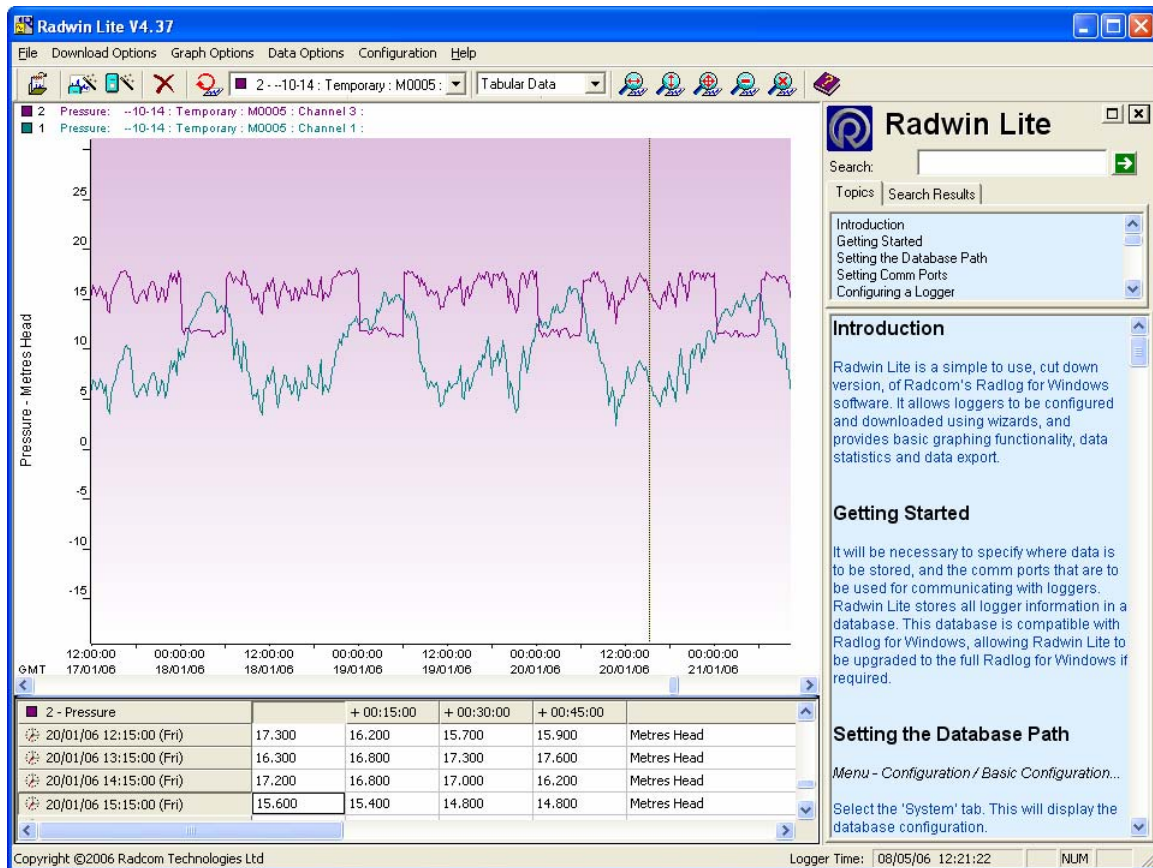 Radwin Lite V4.37
File Download Options Graph Options Data Options Configuration Help
2 - --10-14 : Temporary : M0005 : Tabular Data
2 Pressure: --10-14 : Temporary : M0005 : Channel 3 :
1 Pressure: --10-14 : Temporary : M0005 : Channel 1 :
Pressure - Metres Head
25
20
15
10
5
0
-5
-10
-15
12:00:00 00:00:00 12:00:00 00:00:00 12:00:00 00:00:00 12:00:00 00:00:00
GMT 17/01/06 18/01/06 18/01/06 19/01/06 19/01/06 20/01/06 20/01/06 21/01/06
2 - Pressure + 00:15:00 + 00:30:00 + 00:45:00
20/01/06 12:15:00 (Fri) 17.300 16.200 15.700 15.900 Metres Head
20/01/06 13:15:00 (Fri) 16.300 16.800 17.300 17.600 Metres Head
20/01/06 14:15:00 (Fri) 17.200 16.800 17.000 16.200 Metres Head
20/01/06 15:15:00 (Fri) 15.600 15.400 14.800 14.800 Metres Head
Radwin Lite
Search:
Topics Search Results
Introduction
Getting Started
Setting the Database Path
Setting Comm Ports
Configuring a Logger
Introduction
Radwin Lite is a simple to use, cut down
version, of Radcom's Radlog for Windows
software. It allows loggers to be configured
and downloaded using wizards, and
provides basic graphing functionality, data
statistics and data export.
Getting Started
It will be necessary to specify where data is
to be stored, and the comm ports that are to
be used for communicating with loggers.
Radwin Lite stores all logger information in a
database. This database is compatible with
Radlog for Windows, allowing Radwin Lite to
be upgraded to the full Radlog for Windows if
required.
Setting the Database Path
Menu - Configuration / Basic Configuration...
Select the 'System' tab. This will display the
database configuration.
Copyright ©2006 Radcom Technologies Ltd Logger Time: 08/05/06 12:21:22 NUM